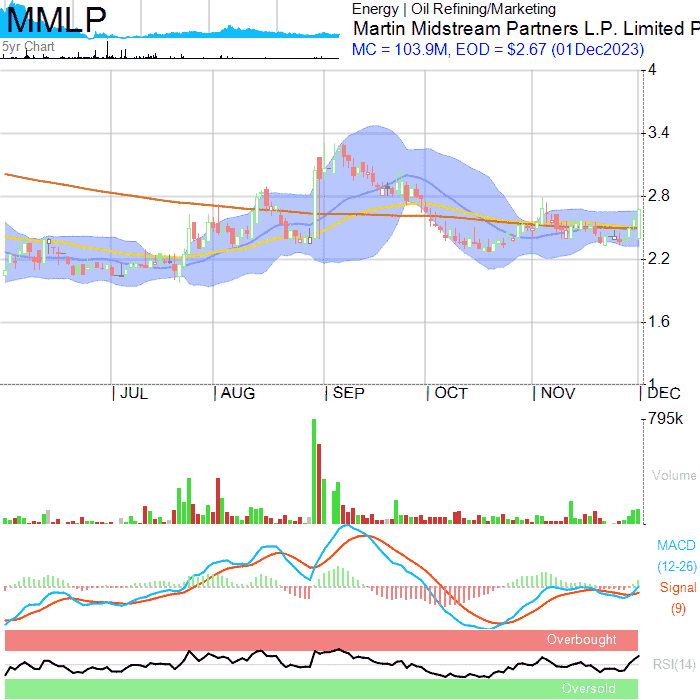 MMLP
5yr Chart
Energy | Oil Refining/Marketing
Martin Midstream Partners L.P. Limited P
MC = 103.9M, EOD = $2.67 (01Dec2023)
4
3.4
2.8
2.2
1.6
1
JUL AUG SEP OCT NOV DEC
795k
Volume
MACD
(12-26)
Signal
(9)
Overbought
RSI(14)
Oversold